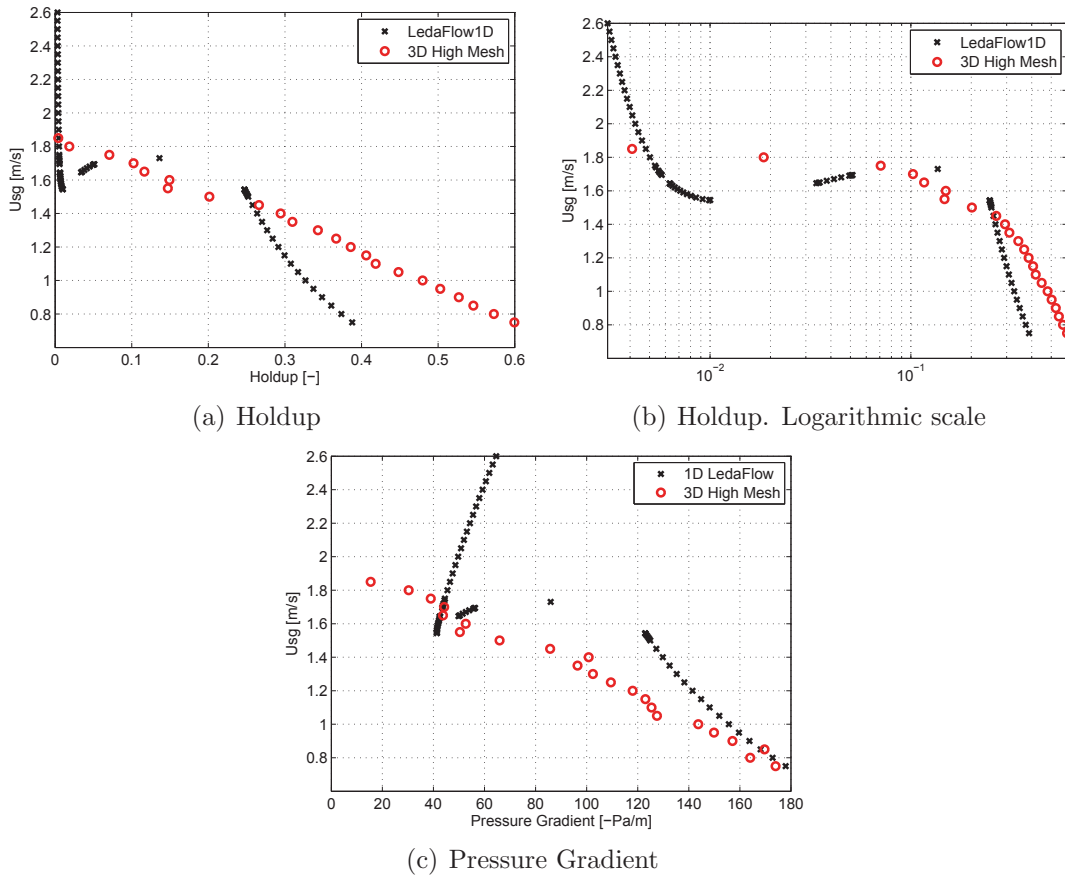 2.6
2.4
2.2
2
1.8
1.6
1.4
1.2
1
0.8
Usg [m/s]
0 0.1 0.2 0.3 0.4 0.5 0.6
Holdup [−]
LedaFlow1D
3D High Mesh
(a) Holdup
2.6
2.4
2.2
2
1.8
1.6
1.4
1.2
1
0.8
Usg [m/s]
10−2 10−1
LedaFlow1D
3D High Mesh
(b) Holdup. Logarithmic scale
2.6
2.4
2.2
2
1.8
1.6
1.4
1.2
1
0.8
Usg [m/s]
0 20 40 60 80 100 120 140 160 180
Pressure Gradient [−Pa/m]
1D LedaFlow
3D High Mesh
(c) Pressure Gradient